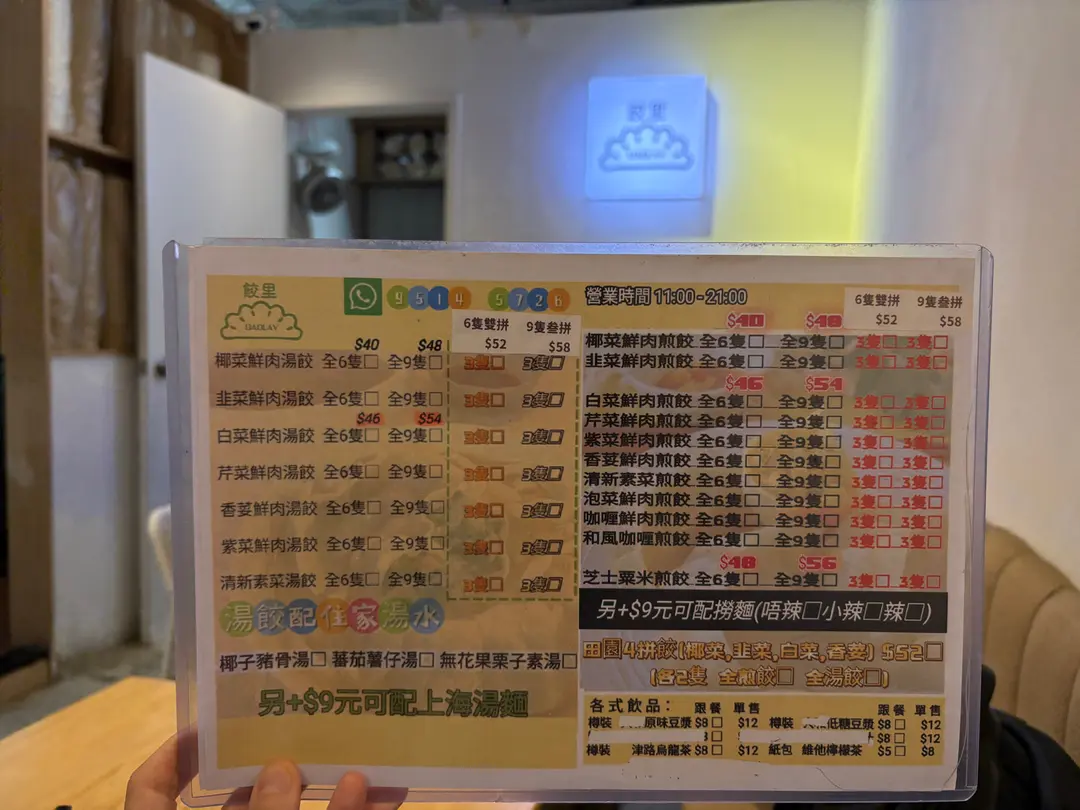 餃里
餃里
DAOLAY
9514 5726
$40 $48
6隻雙拼 9隻叁拼
$52 $58
椰菜鮮肉湯餃 全6隻□ 全9隻□ 3隻□ 3隻□
韭菜鮮肉湯餃 全6隻□ 全9隻□ 3隻□ 3隻□
$46 $54
白菜鮮肉湯餃 全6隻□ 全9隻□ 3隻□ 3隻□
芹菜鮮肉湯餃 全6隻□ 全9隻□ 3隻□ 3隻□
香荽鮮肉湯餃 全6隻□ 全9隻□ 3隻□ 3隻□
紫菜鮮肉湯餃 全6隻□ 全9隻□ 3隻□ 3隻□
清新素菜湯餃 全6隻□ 全9隻□ 3隻□ 3隻□
湯餃配住家湯水
椰子豬骨湯□ 蕃茄薯仔湯□ 無花果栗子素湯□
另+$9元可配上海湯麵
營業時間 11:00 - 21:00
6隻雙拼 9隻叁拼
$52 $58
$40 $48
椰菜鮮肉煎餃 全6隻□ 全9隻□ 3隻□ 3隻□
韭菜鮮肉煎餃 全6隻□ 全9隻□ 3隻□ 3隻□
$46 $54
白菜鮮肉煎餃 全6隻□ 全9隻□ 3隻□ 3隻□
芹菜鮮肉煎餃 全6隻□ 全9隻□ 3隻□ 3隻□
紫菜鮮肉煎餃 全6隻□ 全9隻□ 3隻□ 3隻□
香荽鮮肉煎餃 全6隻□ 全9隻□ 3隻□ 3隻□
清新素菜煎餃 全6隻□ 全9隻□ 3隻□ 3隻□
泡菜鮮肉煎餃 全6隻□ 全9隻□ 3隻□ 3隻□
咖喱鮮肉煎餃 全6隻□ 全9隻□ 3隻□ 3隻□
和風咖喱煎餃 全6隻□ 全9隻□ 3隻□ 3隻□
$48 $56
芝士粟米煎餃 全6隻□ 全9隻□ 3隻□ 3隻□
另+$9元可配撈麵(唔辣□小辣□辣□)
田園4拼餃(椰菜,韭菜,白菜,香荽) $52□
(各2隻 全煎餃□ 全湯餃□)
各式飲品： 跟餐 單售 跟餐 單售
樽裝 原味豆漿 $8□ $12 樽裝 低糖豆漿 $8□ $12
$8□ $8□ $12
樽裝 津路烏龍茶 $8□ $12 紙包 維他檸檬茶 $5□ $8